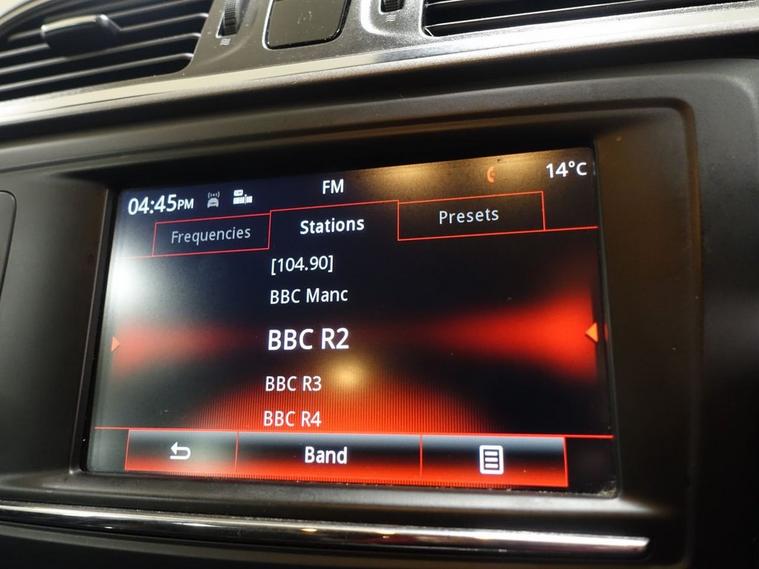 04:45PM
FM
14°C
Frequencies
Stations
Presets
[104.90]
BBC Manc
BBC R2
BBC R3
BBC R4
Band